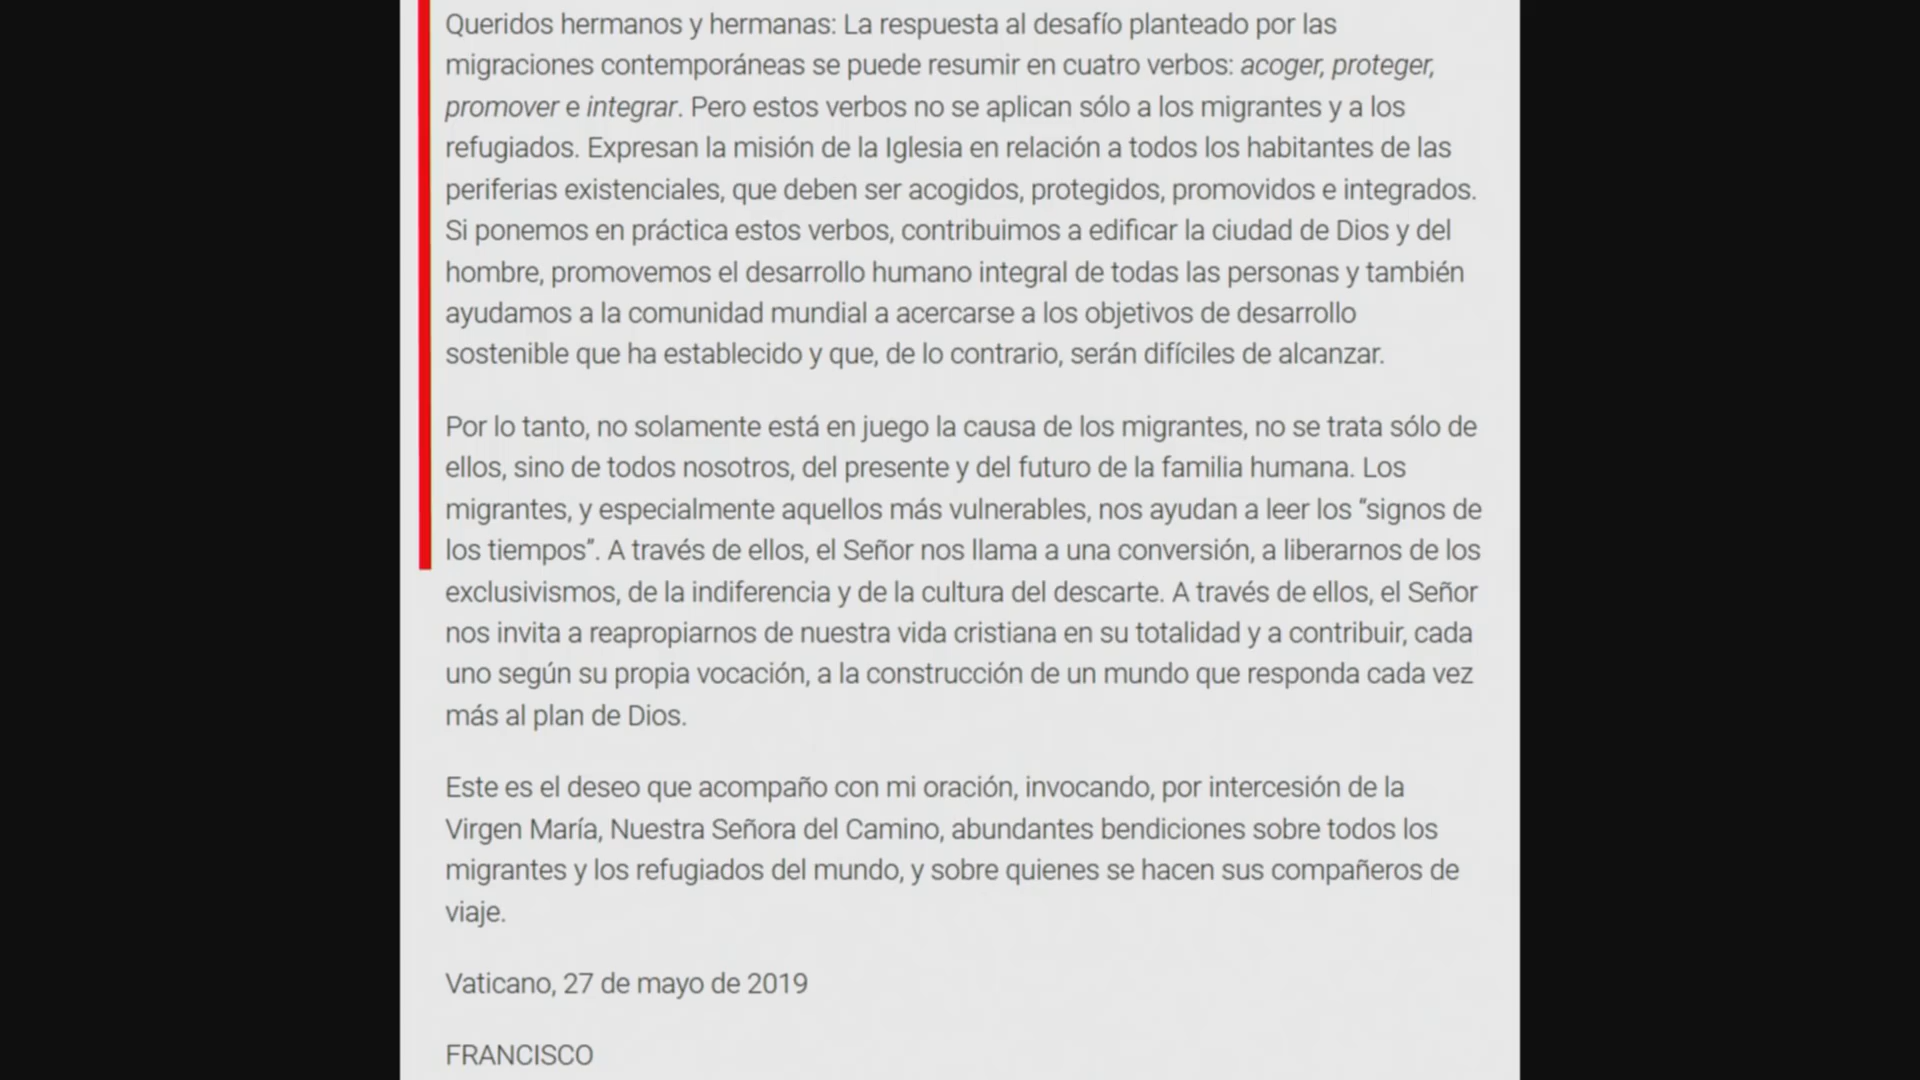 Queridos hermanos y hermanas: La respuesta al desafío planteado por las
migraciones contemporáneas se puede resumir en cuatro verbos: acoger, proteger,
promover e integrar. Pero estos verbos no se aplican sólo a los migrantes y a los
refugiados. Expresan la misión de la Iglesia en relación a todos los habitantes de las
periferias existenciales, que deben ser acogidos, protegidos, promovidos e integrados.
Si ponemos en práctica estos verbos, contribuimos a edificar la ciudad de Dios y del
hombre, promovemos el desarrollo humano integral de todas las personas y también
ayudamos a la comunidad mundial a acercarse a los objetivos de desarrollo
sostenible que ha establecido y que, de lo contrario, serán difíciles de alcanzar.
Por lo tanto, no solamente está en juego la causa de los migrantes, no se trata sólo de
ellos, sino de todos nosotros, del presente y del futuro de la familia humana. Los
migrantes, y especialmente aquellos más vulnerables, nos ayudan a leer los “signos de
los tiempos”. A través de ellos, el Señor nos llama a una conversión, a liberarnos de los
exclusivismos, de la indiferencia y de la cultura del descarte. A través de ellos, el Señor
nos invita a reapropiarnos de nuestra vida cristiana en su totalidad y a contribuir, cada
uno según su propia vocación, a la construcción de un mundo que responda cada vez
más al plan de Dios.
Este es el deseo que acompaño con mi oración, invocando, por intercesión de la
Virgen María, Nuestra Señora del Camino, abundantes bendiciones sobre todos los
migrantes y los refugiados del mundo, y sobre quienes se hacen sus compañeros de
viaje.
Vaticano, 27 de mayo de 2019
FRANCISCO